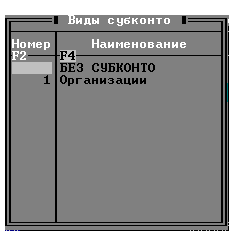 Виды субконто
Номер Наименование
F2 F4
БЕЗ СУБКОНТО
1 Организации